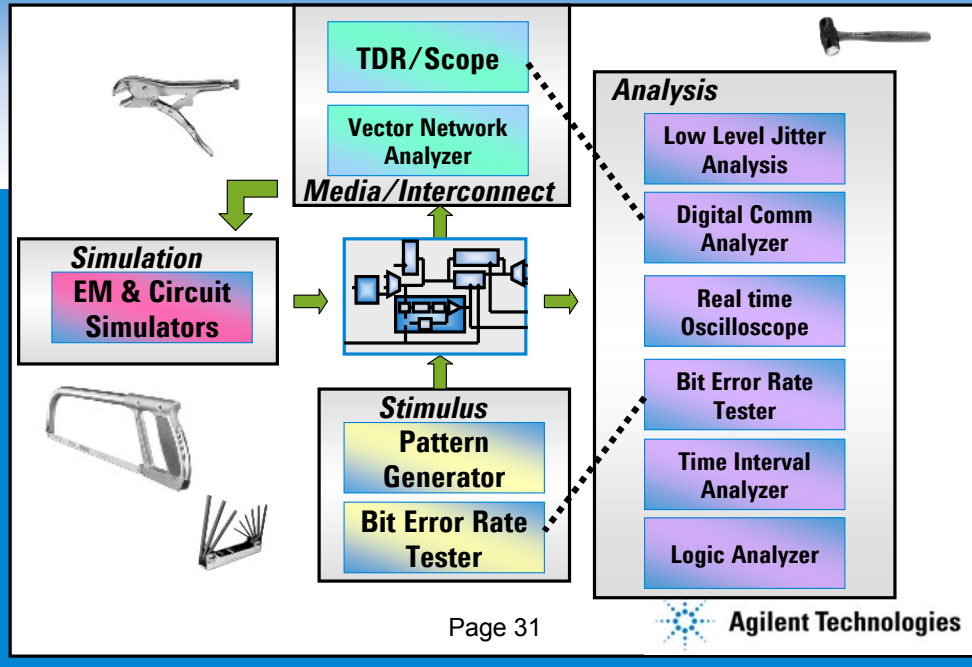 TDR/Scope
Vector Network
Analyzer
Media/Interconnect
Simulation
EM & Circuit
Simulators
Stimulus
Pattern
Generator
Bit Error Rate
Tester
Analysis
Low Level Jitter
Analysis
Digital Comm
Analyzer
Real time
Oscilloscope
Bit Error Rate
Tester
Time Interval
Analyzer
Logic Analyzer
Page 31
Agilent Technologies